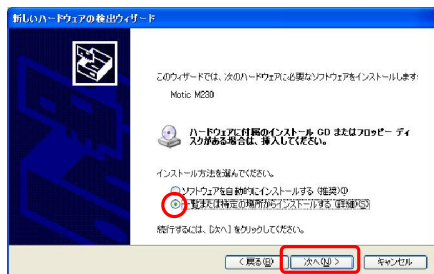 新しいハードウェアの検出ウィザード
このウィザードでは、次のハードウェアに必要なソフトウェアをインストールします:
Motic M230
ハードウェアに付属のインストール CD またはフロッピー ディ
スクがある場合は、挿入してください。
インストール方法を選んでください。
ソフトウェアを自動的にインストールする (推奨)(I)
一覧または特定の場所からインストールする (詳細)(S)
続行するには、[次へ] をクリックしてください。
< 戻る(B)
次へ(N) >
キャンセル